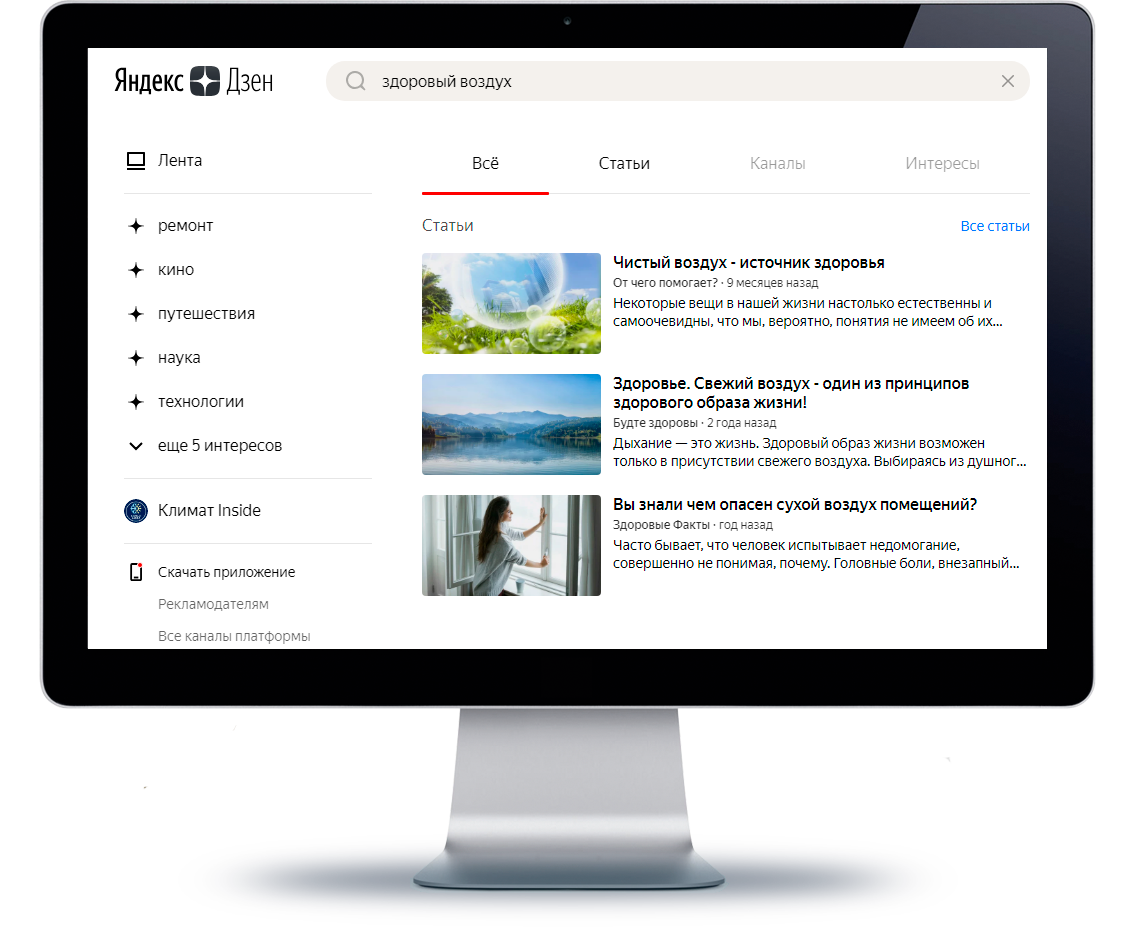 Яндекс Дзен
здоровый воздух
Лента
ремонт
кино
путешествия
наука
технологии
еще 5 интересов
Климат Inside
Скачать приложение
Рекламодателям
Все каналы платформы
Всё
Статьи
Каналы
Интересы
Статьи
Все статьи
Чистый воздух - источник здоровья
От чего помогает? · 9 месяцев назад
Некоторые вещи в нашей жизни настолько естественны и
самоочевидны, что мы, вероятно, понятия не имеем об их...
Здоровье. Свежий воздух - один из принципов
здорового образа жизни!
Будте здоровы · 2 года назад
Дыхание — это жизнь. Здоровый образ жизни возможен
только в присутствии свежего воздуха. Выбираясь из душног...
Вы знали чем опасен сухой воздух помещений?
Здоровые Факты · год назад
Часто бывает, что человек испытывает недомогание,
совершенно не понимая, почему. Головные боли, внезапный...